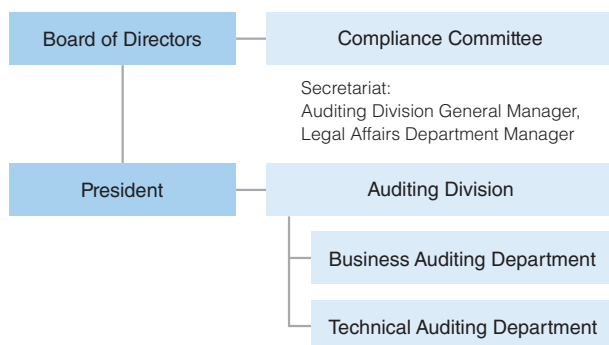 Board of Directors
Compliance Committee
Secretariat:
Auditing Division General Manager,
Legal Affairs Department Manager
President
Auditing Division
Business Auditing Department
Technical Auditing Department